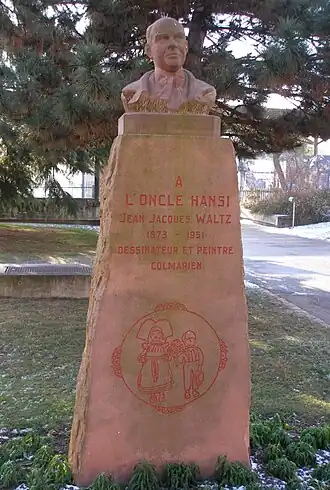 A
L'ONCLE HANSI
JEAN JACQUES WALTZ
1873 - 1951
DESSINATEUR ET PEINTRE
COLMARIEN